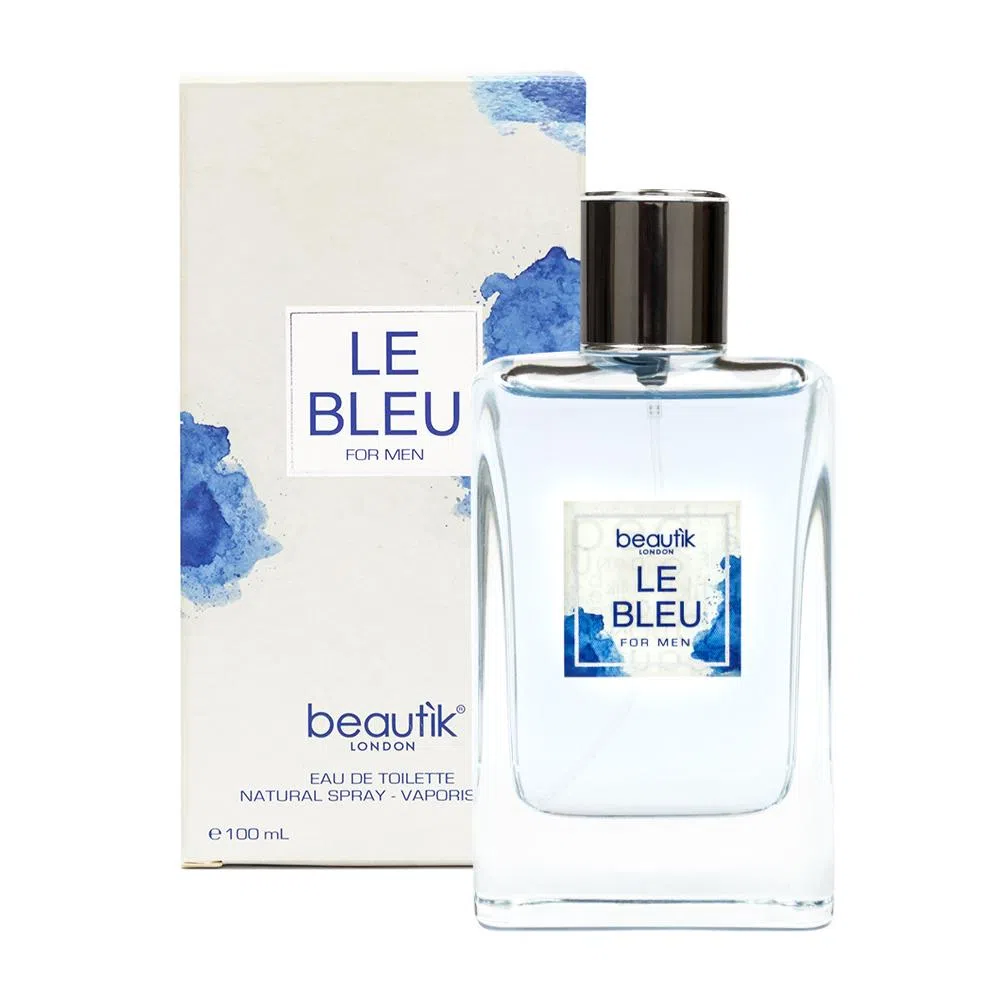 LE
BLEU
FOR MEN
beautìk®
LONDON
EAU DE TOILETTE
NATURAL SPRAY - VAPORIS
℮ 100 mL
beautìk
LONDON
LE
BLEU
FOR MEN